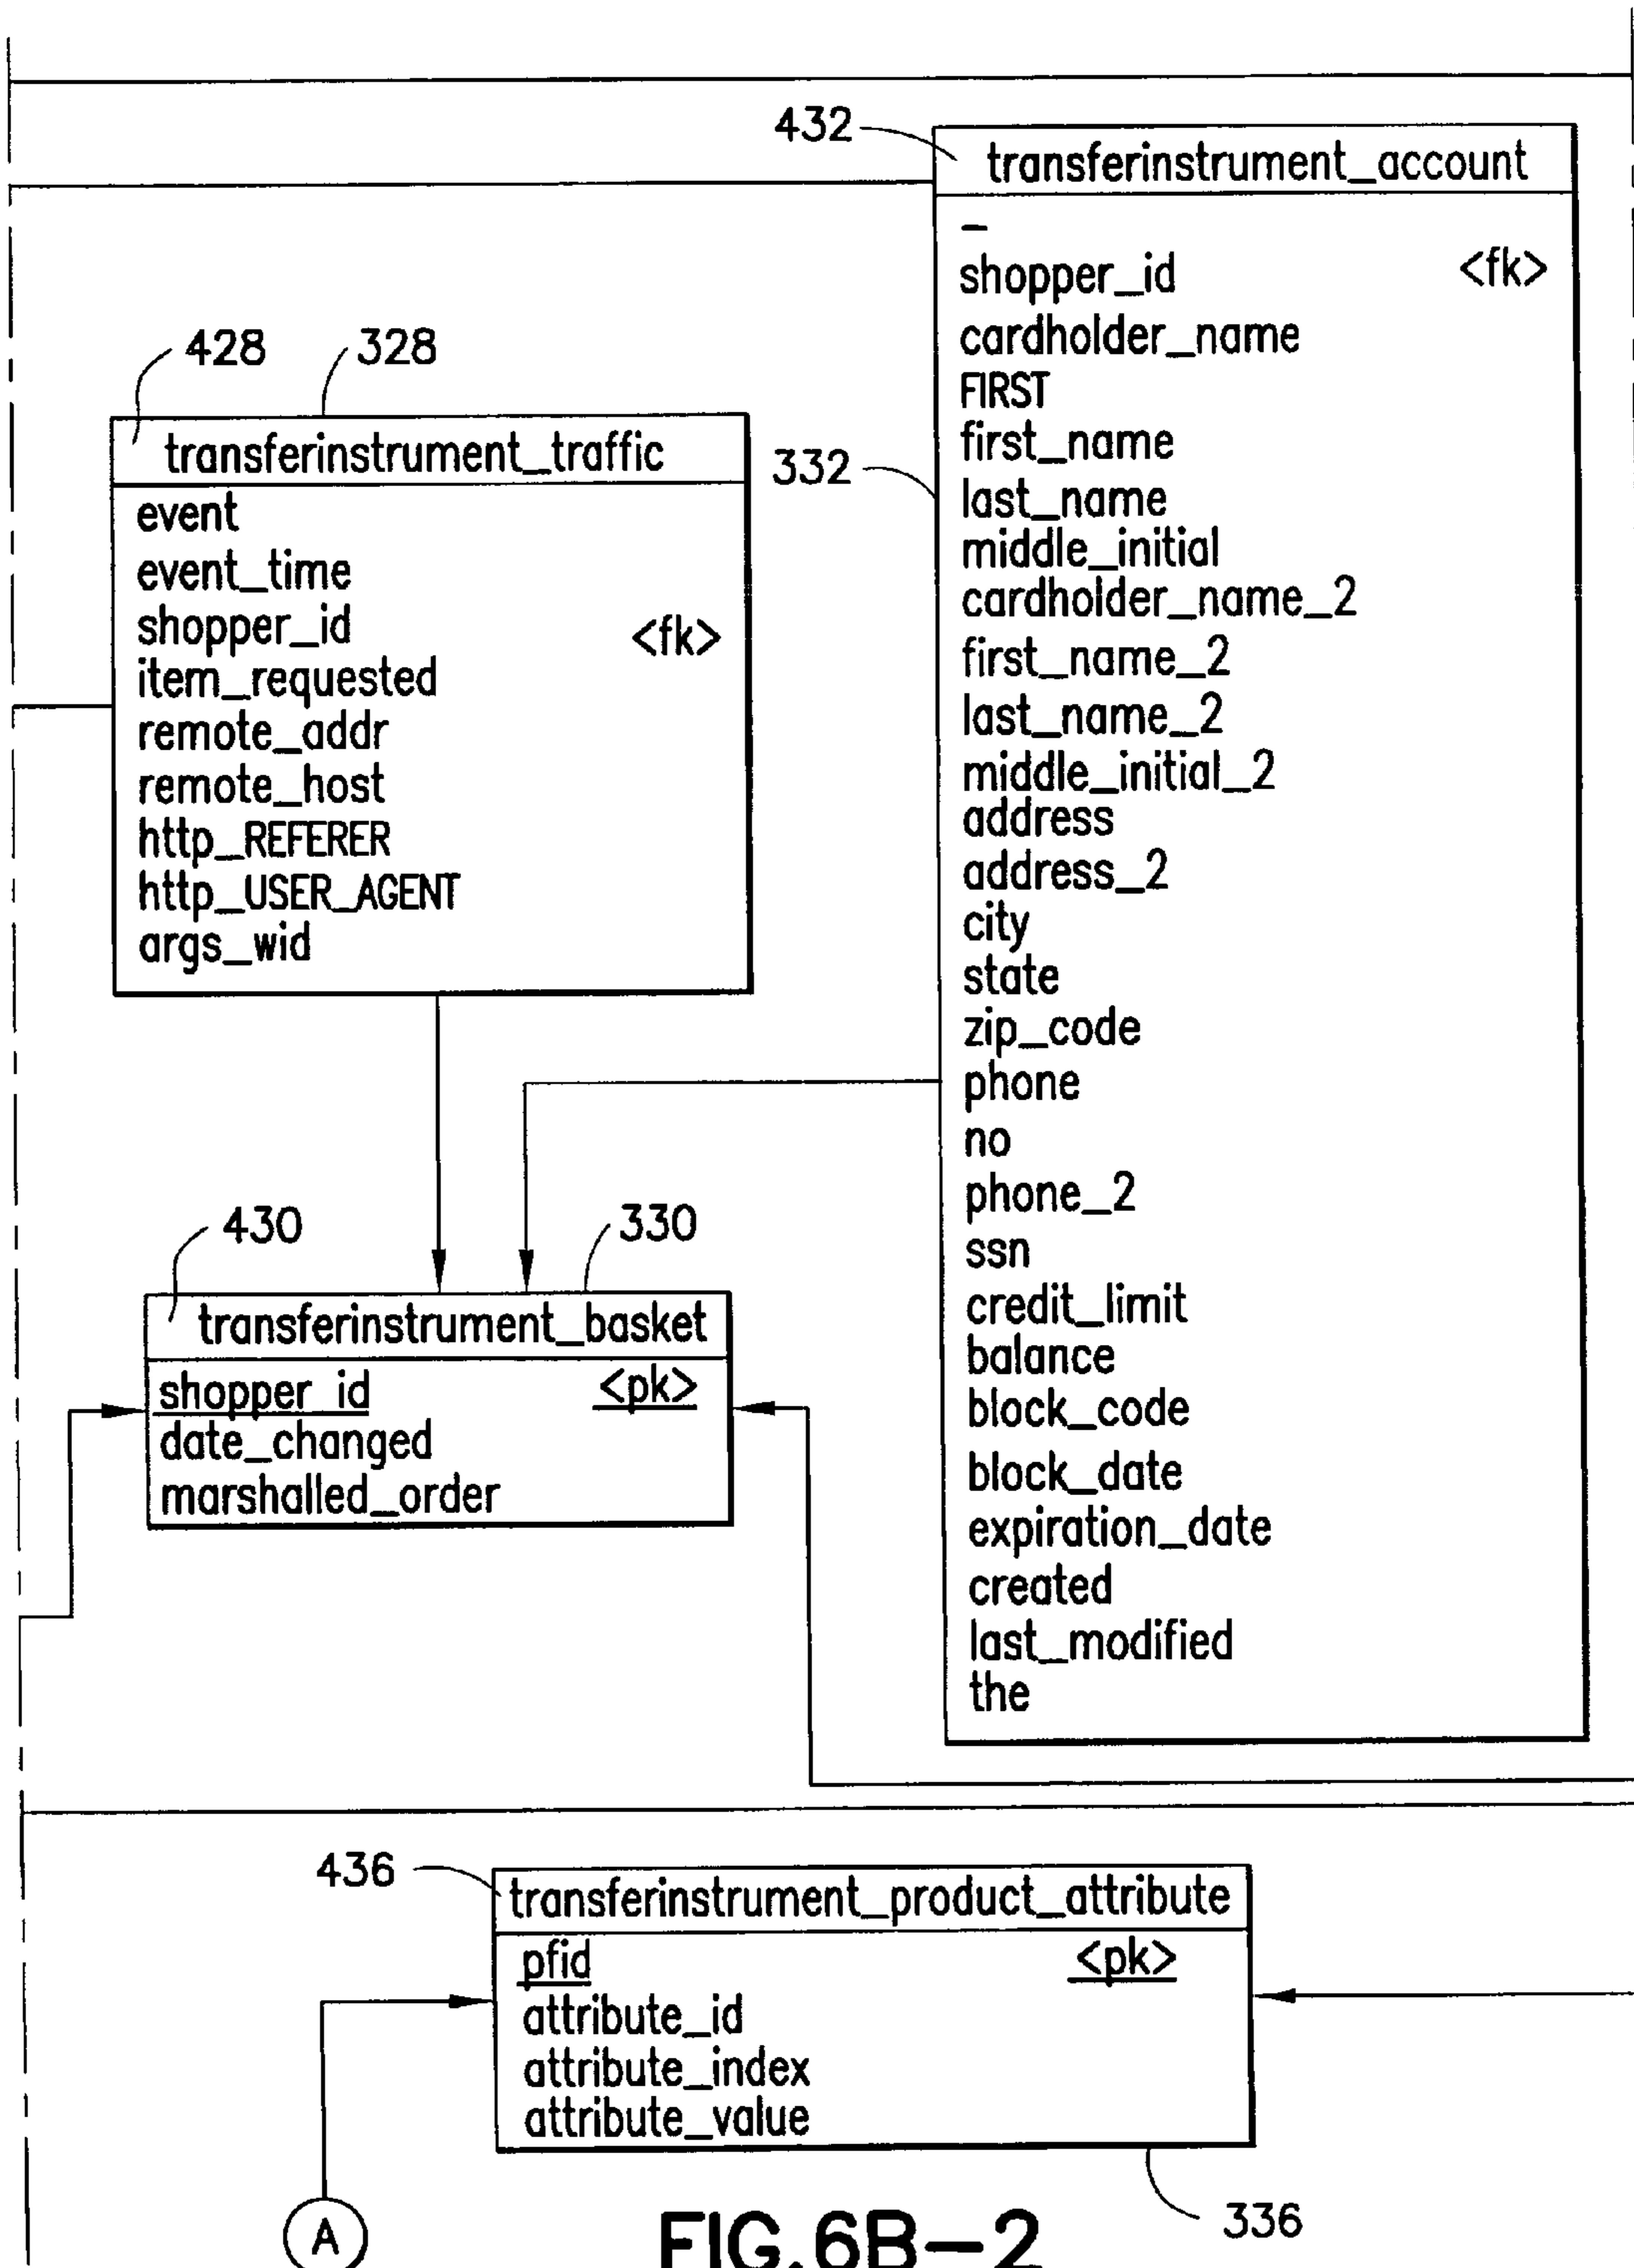 432
transferinstrument_account
_
shopper_id <fk>
cardholder_name
FIRST
first_name
last_name
middle_initial
cardholder_name_2
first_name_2
last_name_2
middle_initial_2
address
address_2
city
state
zip_code
phone
no
phone_2
ssn
credit_limit
balance
block_code
block_date
expiration_date
created
last_modified
the
332
428 328
transferinstrument_traffic
event
event_time
shopper_id <fk>
item_requested
remote_addr
remote_host
http_REFERER
http_USER_AGENT
args_wid
430 330
transferinstrument_basket
shopper_id <pk>
date_changed
marshalled_order
436
transferinstrument_product_attribute
pfid <pk>
attribute_id
attribute_index
attribute_value
336
A
FIG.6B-2